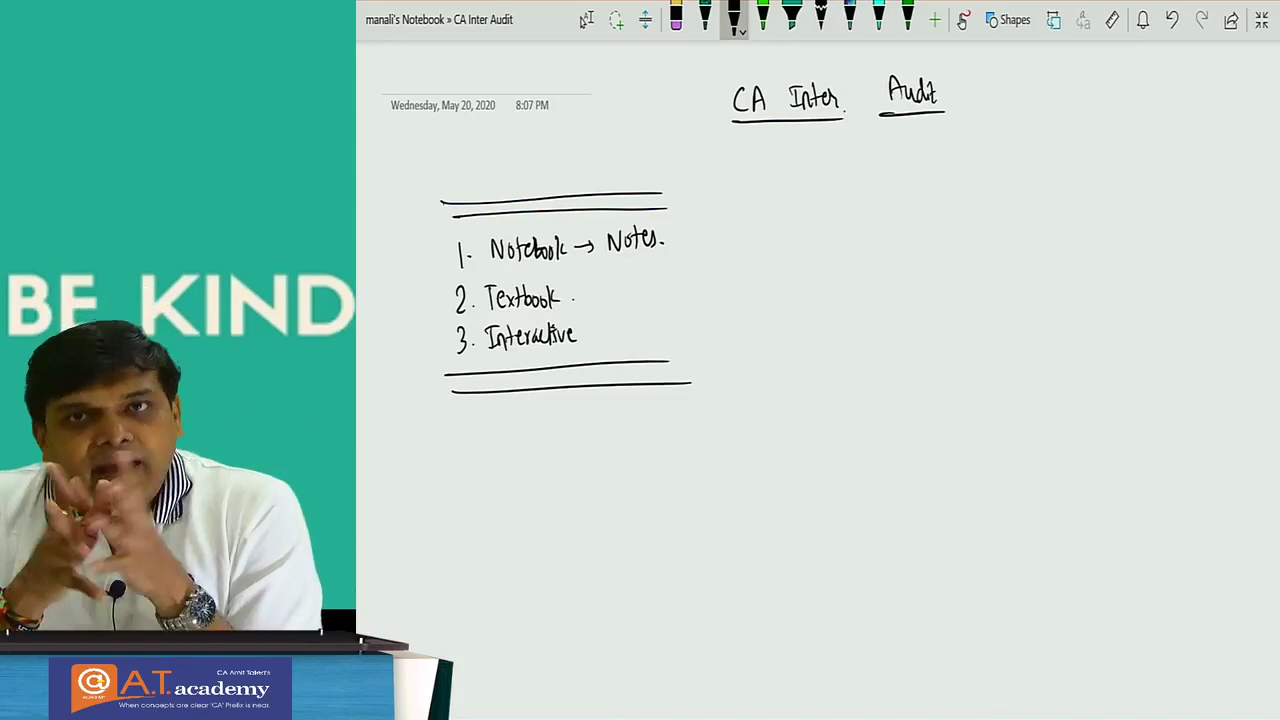 manali's Notebook » CA Inter Audit
Shapes
Wednesday, May 20, 2020 8:07 PM
CA Inter. Audit
1. Notebook → Notes.
2. Textbook.
3. Interactive
BE KIND
CA Amit Talda's
@A.T. academy
ACADEMY
When concepts are clear 'CA' Prefix is near.